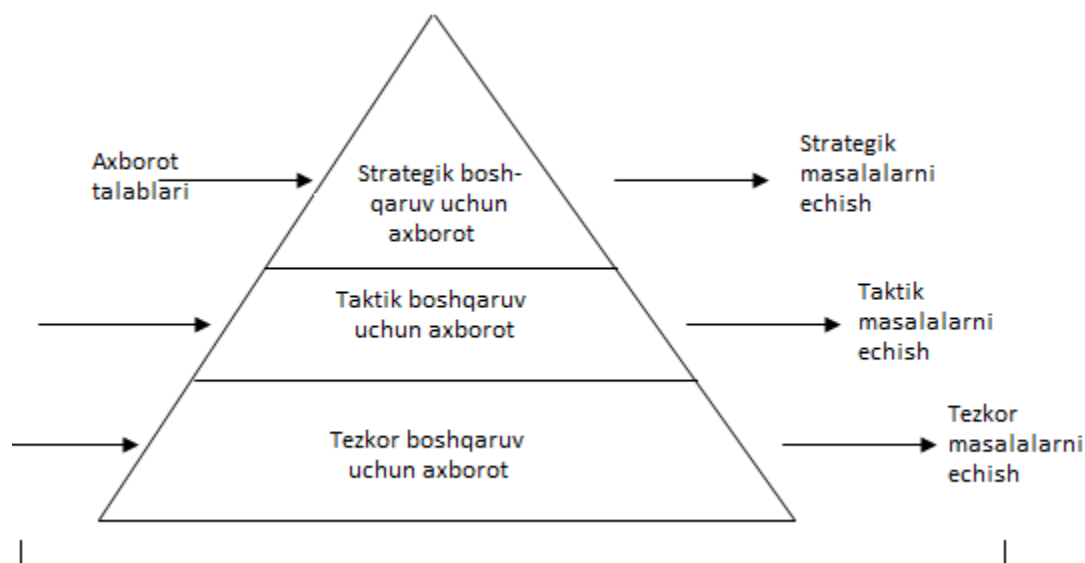 Axborot
talablari
Strategik bosh-
qaruv uchun
axborot
Strategik
masalalarni
echish
Taktik boshqaruv
uchun axborot
Taktik
masalalarni
echish
Tezkor boshqaruv
uchun axborot
Tezkor
masalalarni
echish